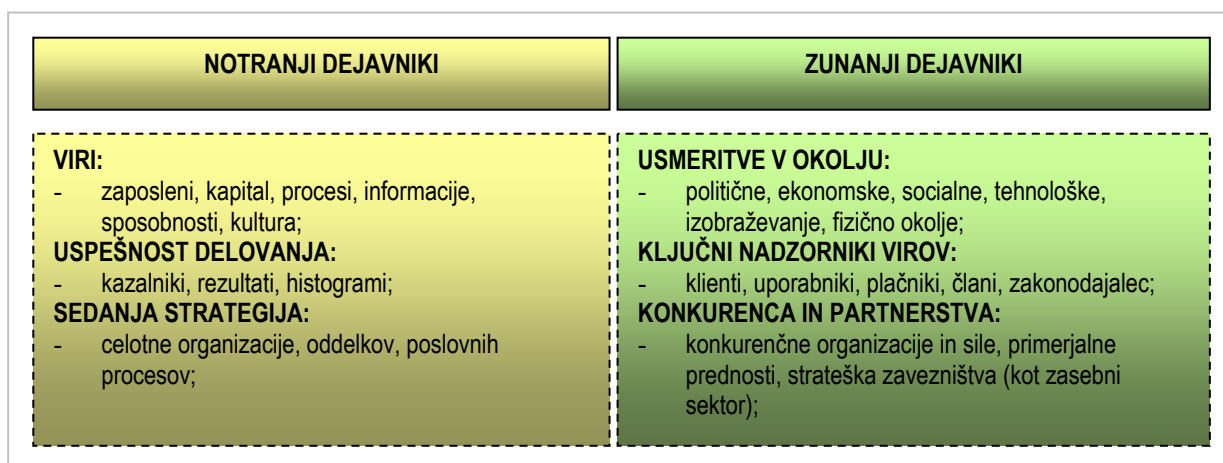 NOTRANJI DEJAVNIKI
VIRI:
- zaposleni, kapital, procesi, informacije,
sposobnosti, kultura;
USPEŠNOST DELOVANJA:
- kazalniki, rezultati, histogrami;
SEDANJA STRATEGIJA:
- celotne organizacije, oddelkov, poslovnih
procesov;
ZUNANJI DEJAVNIKI
USMERITVE V OKOLJU:
- politične, ekonomske, socialne, tehnološke,
izobraževanje, fizično okolje;
KLJUČNI NADZORNIKI VIROV:
- klienti, uporabniki, plačniki, člani, zakonodajalec;
KONKURENCA IN PARTNERSTVA:
- konkurenčne organizacije in sile, primerjalne
prednosti, strateška zavezništva (kot zasebni
sektor);